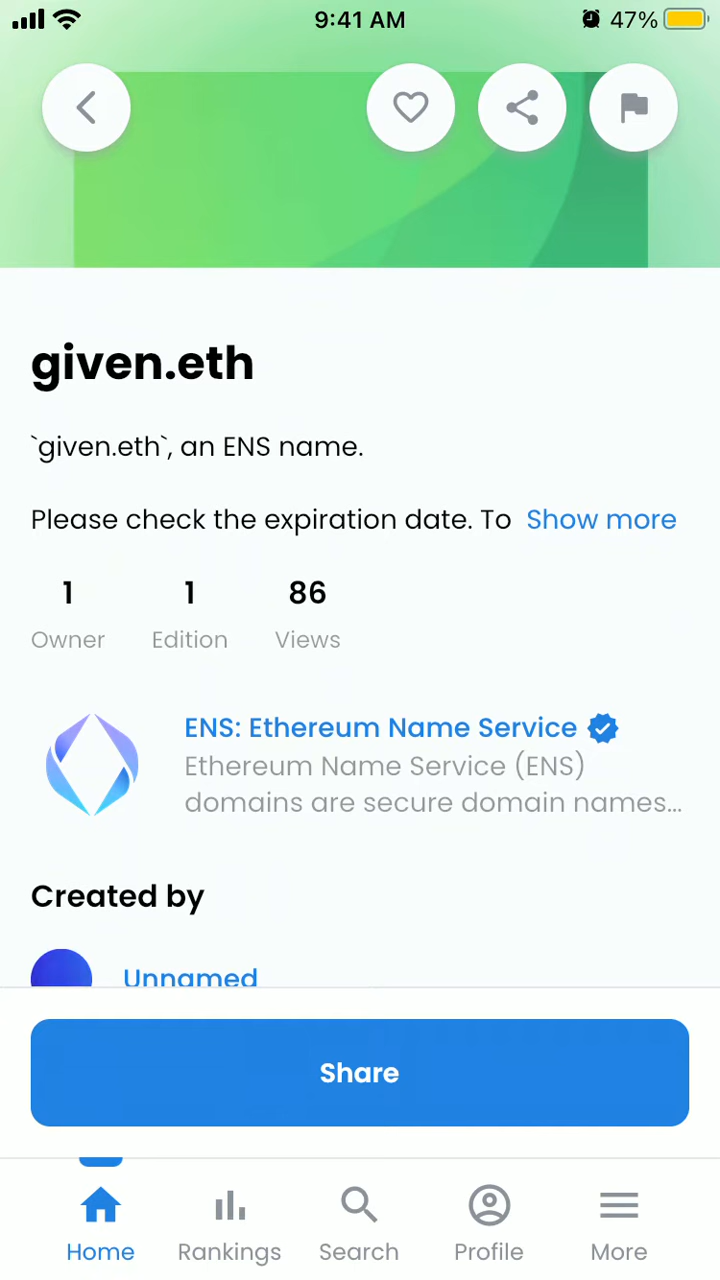 9:41 AM
47%
given.eth
`given.eth`, an ENS name.
Please check the expiration date. To Show more
1 1 86
Owner Edition Views
ENS: Ethereum Name Service
Ethereum Name Service (ENS)
domains are secure domain names...
Created by
Unnamed
Share
Home Rankings Search Profile More